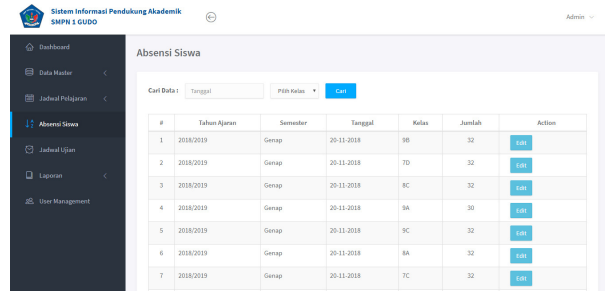 Sistem Informasi Pendukung Akademik
SMPN 1 GUDO
Admin
Dashboard
Data Master
Jadwal Pelajaran
Absensi Siswa
Jadwal Ujian
Laporan
User Management
Absensi Siswa
Cari Data : Tanggal Pilih Kelas Cari
# Tahun Ajaran Semester Tanggal Kelas Jumlah Action
1 2018/2019 Genap 20-11-2018 9B 32 Edit
2 2018/2019 Genap 20-11-2018 7D 32 Edit
3 2018/2019 Genap 20-11-2018 8C 32 Edit
4 2018/2019 Genap 20-11-2018 9A 30 Edit
5 2018/2019 Genap 20-11-2018 9C 32 Edit
6 2018/2019 Genap 20-11-2018 8A 32 Edit
7 2018/2019 Genap 20-11-2018 7C 32 Edit